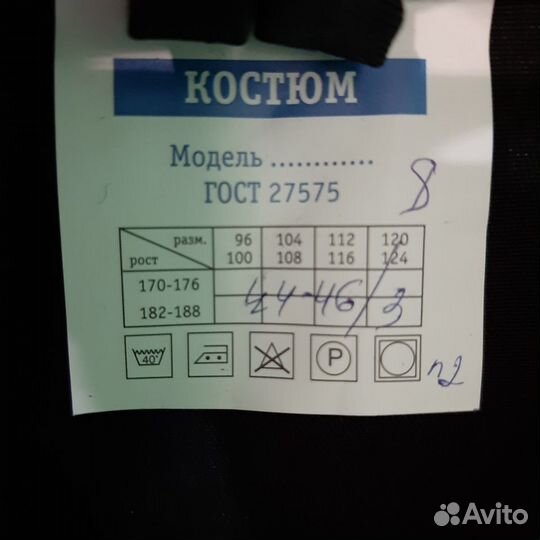 КОСТЮМ
Модель ............
ГОСТ 27575
8
разм. 96 104 112 120
рост 100 108 116 124
170-176
44-46/3
182-188
40°
P
п2
Avito